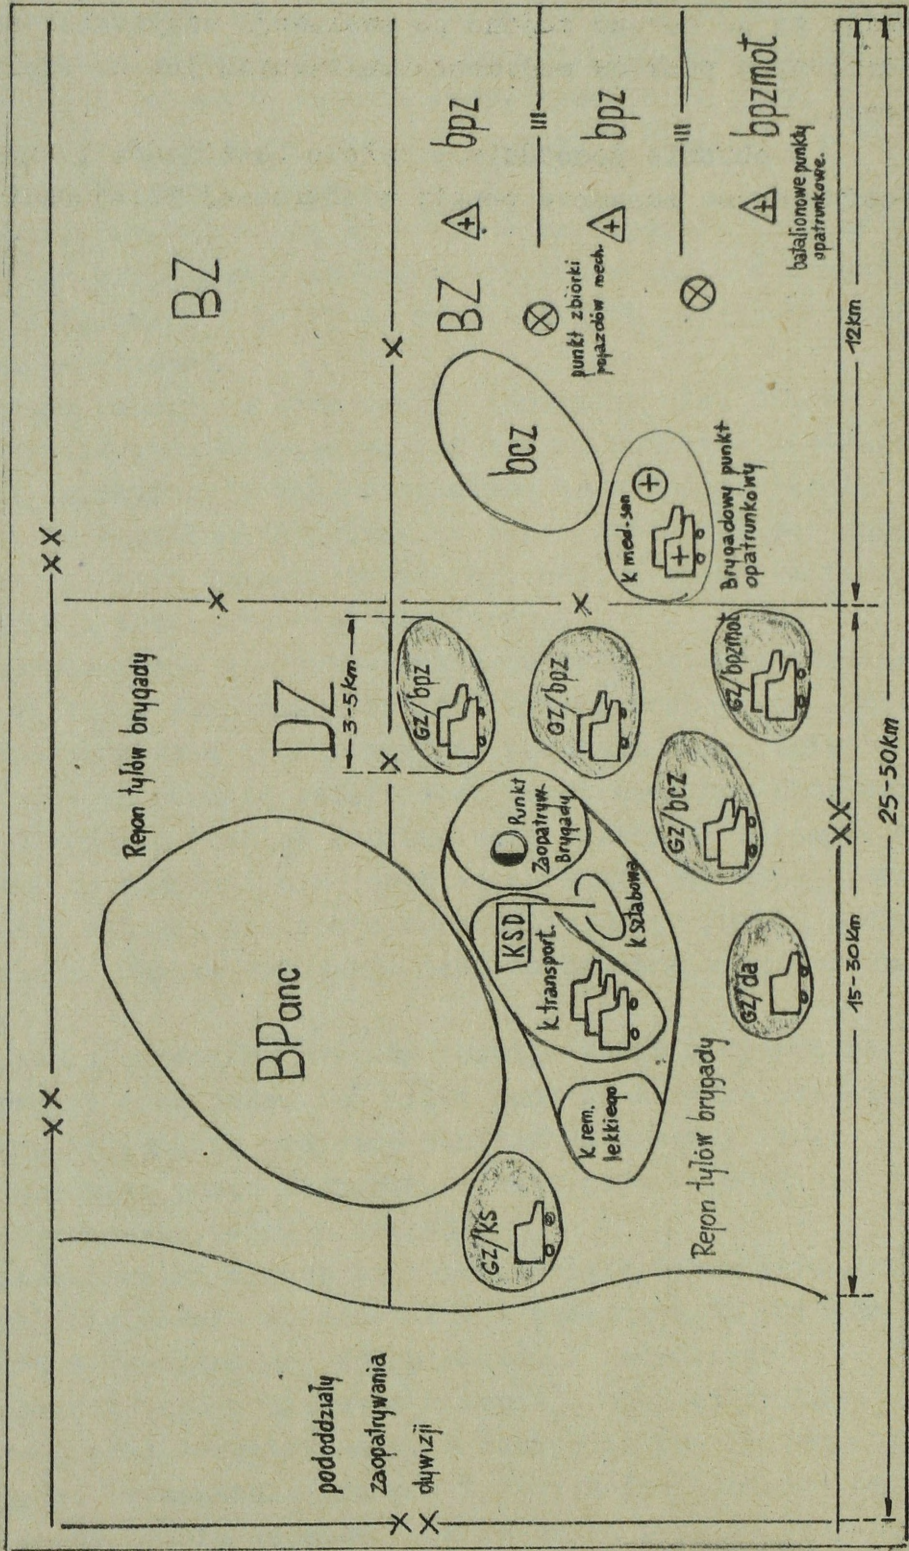 Rejon tyłów brygady
BZ
DZ
3-5km
BPanc
pododdziały
zaopatrywania
dywizji
BZ
bpz
GZ/bpz
KSD
Punkt
Zaopatryw.
Brygady
bcz
punkt zbiórki
pojazdów mech.
bpz
GZ/bpz
k transport.
k sztabowa
GZ/KS
k rem.
lekkiego
k med-san
Brygadowy punkt
opatrunkowy
GZ/bcz
GZ/bpzmot
bpzmot
batalionowe punkty
opatrunkowe.
GZ/da
Rejon tyłów brygady
15-30km
12km
25-50km